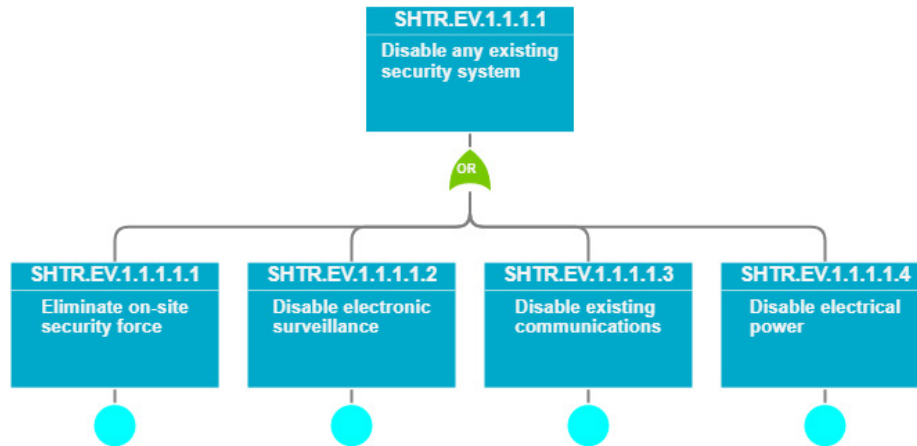 SHTR.EV.1.1.1.1
Disable any existing
security system
OR
SHTR.EV.1.1.1.1.1
Eliminate on-site
security force
SHTR.EV.1.1.1.1.2
Disable electronic
surveillance
SHTR.EV.1.1.1.1.3
Disable existing
communications
SHTR.EV.1.1.1.1.4
Disable electrical
power